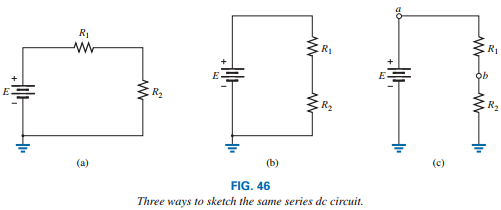 R1
+
E
–
R2
(a)
+
E
–
R1
R2
(b)
a
+
E
–
R1
b
R2
(c)
FIG. 46
Three ways to sketch the same series dc circuit.